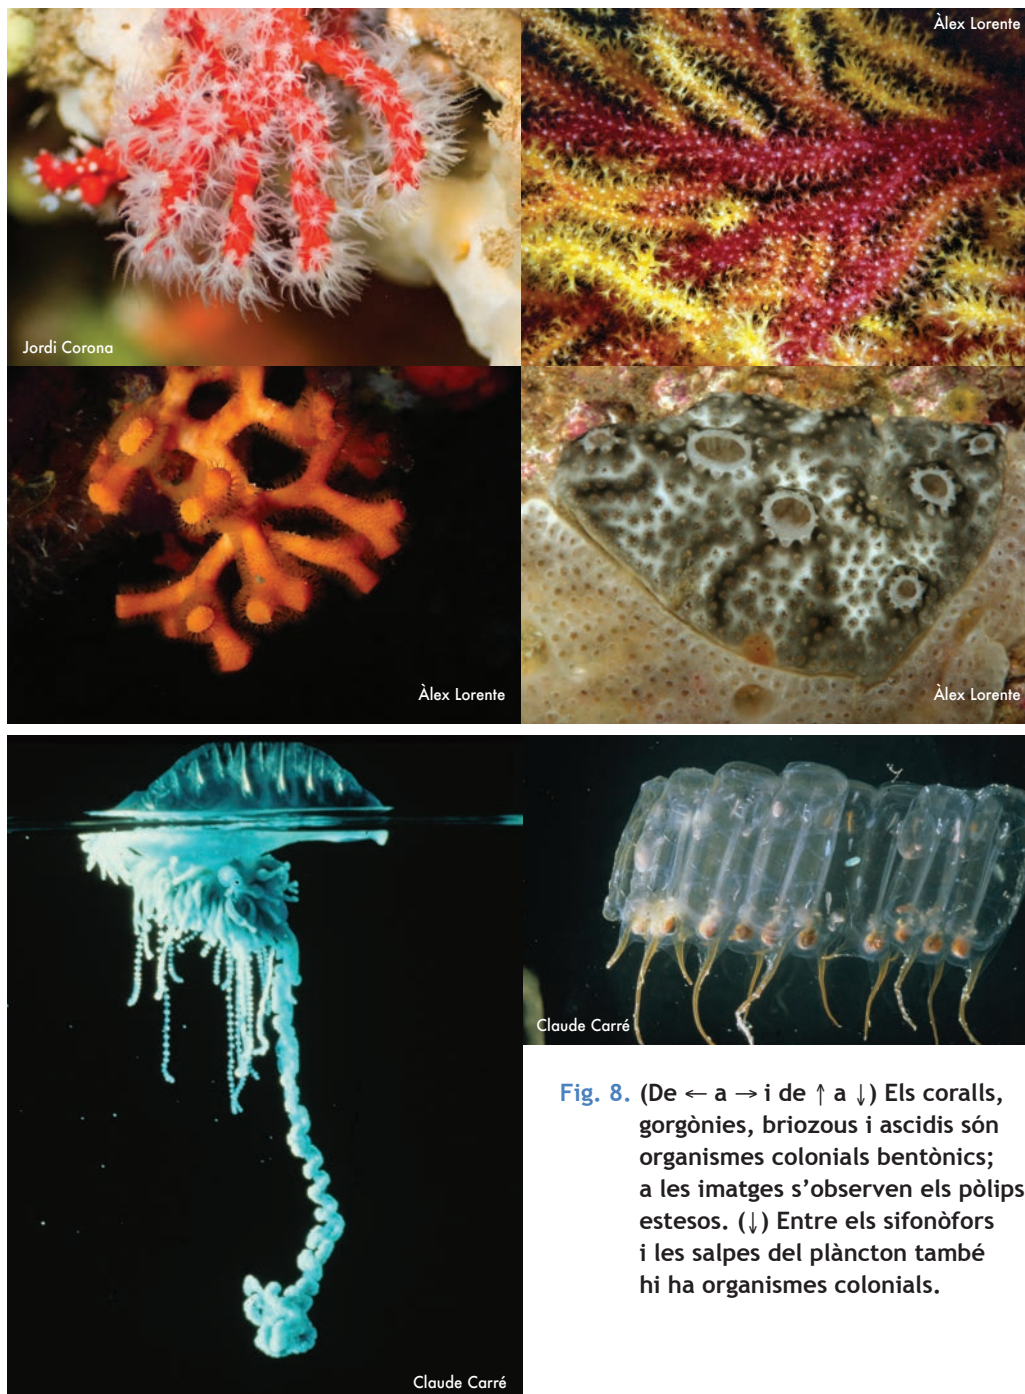 Àlex Lorente
Jordi Corona
Àlex Lorente
Àlex Lorente
Claude Carré
Fig. 8. (De ← a → i de ↑ a ↓) Els coralls,
gorgònies, briozous i ascidis són
organismes colonials bentònics;
a les imatges s’observen els pòlips
estesos. (↓) Entre els sifonòfors
i les salpes del plàncton també
hi ha organismes colonials.
Claude Carré